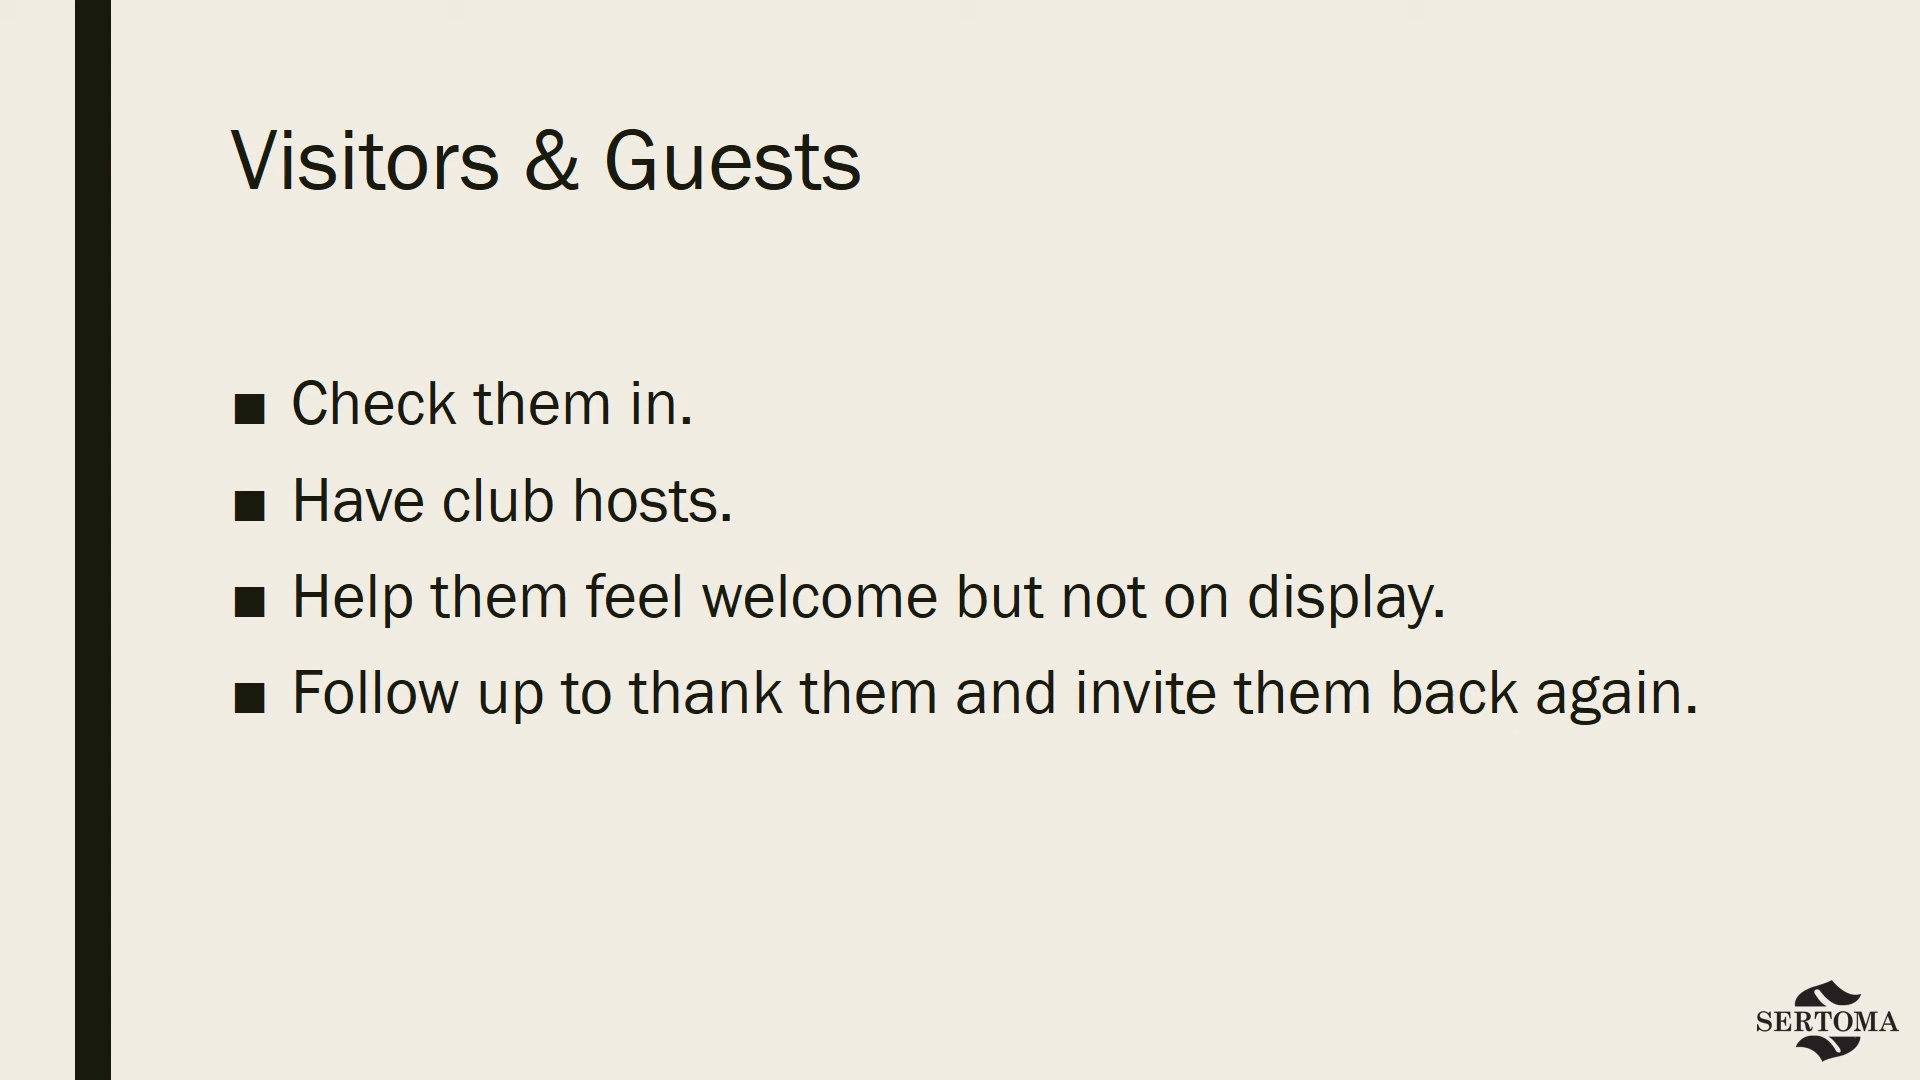 Visitors & Guests
■ Check them in.
■ Have club hosts.
■ Help them feel welcome but not on display.
■ Follow up to thank them and invite them back again.
SERTOMA